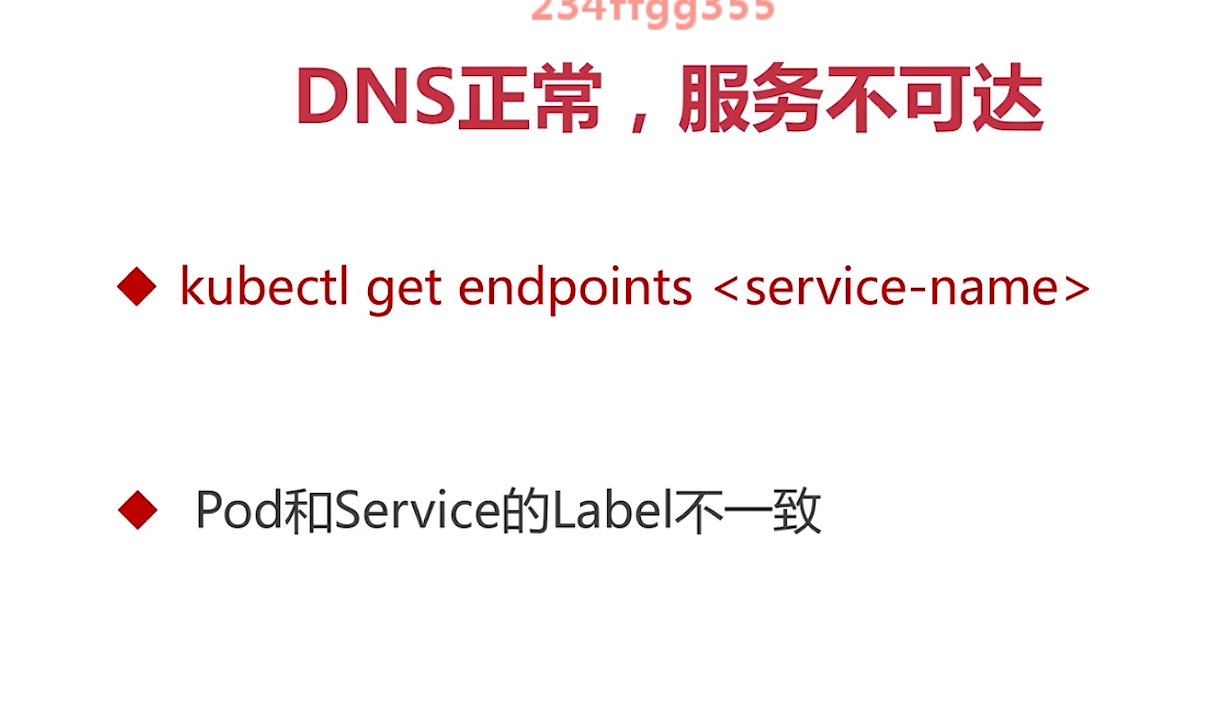 234ffgg355
DNS正常，服务不可达
◆ kubectl get endpoints <service-name>
◆ Pod和Service的Label不一致